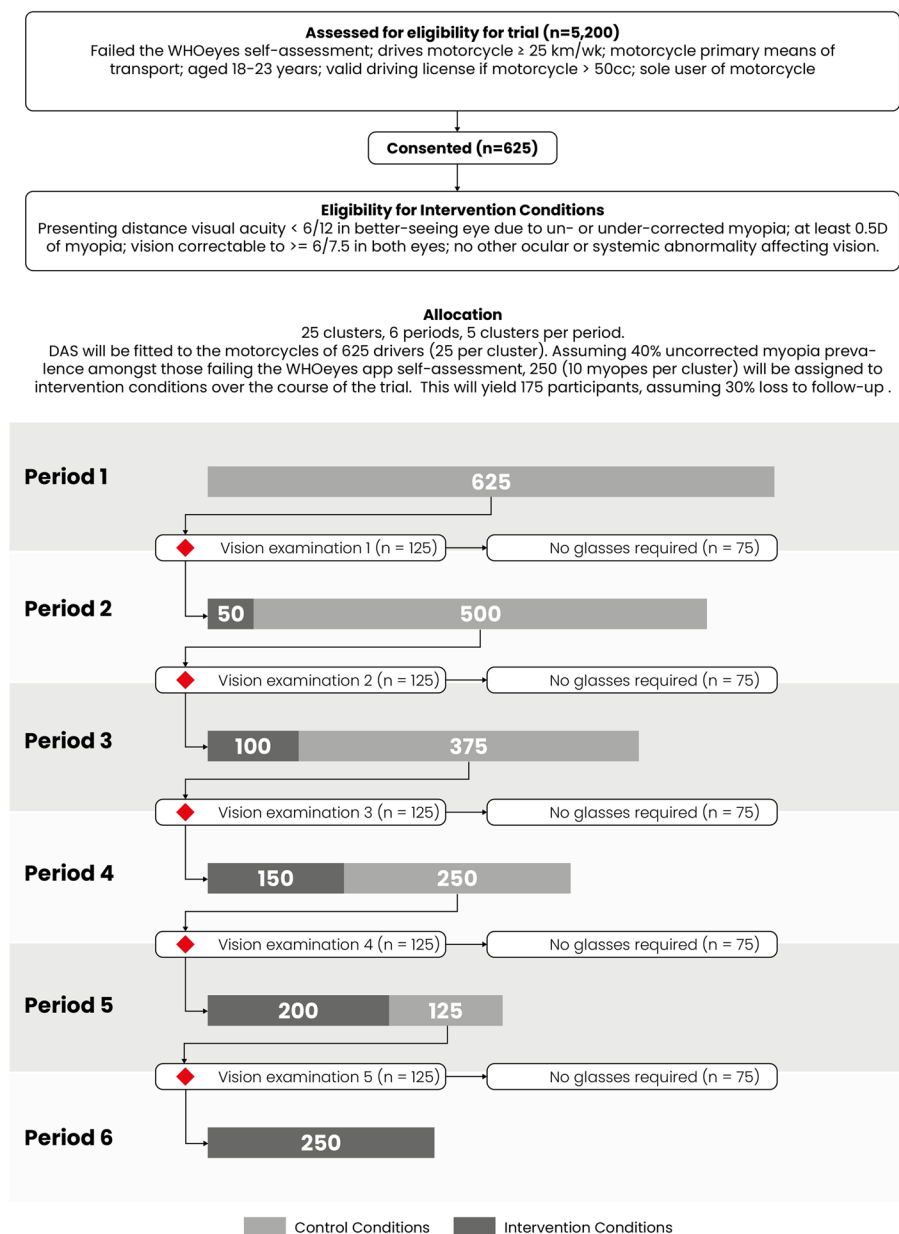 Assessed for eligibility for trial (n=5,200)
Failed the WHOeyes self-assessment; drives motorcycle ≥ 25 km/wk; motorcycle primary means of
transport; aged 18-23 years; valid driving license if motorcycle > 50cc; sole user of motorcycle
Consented (n=625)
Eligibility for Intervention Conditions
Presenting distance visual acuity < 6/12 in better-seeing eye due to un- or under-corrected myopia; at least 0.5D
of myopia; vision correctable to >= 6/7.5 in both eyes; no other ocular or systemic abnormality affecting vision.
Allocation
25 clusters, 6 periods, 5 clusters per period.
DAS will be fitted to the motorcycles of 625 drivers (25 per cluster). Assuming 40% uncorrected myopia preva-
lence amongst those failing the WHOeyes app self-assessment, 250 (10 myopes per cluster) will be assigned to
intervention conditions over the course of the trial. This will yield 175 participants, assuming 30% loss to follow-up .
Period 1
625
Vision examination 1 (n = 125)
No glasses required (n = 75)
Period 2
50
500
Vision examination 2 (n = 125)
No glasses required (n = 75)
Period 3
100
375
Vision examination 3 (n = 125)
No glasses required (n = 75)
Period 4
150
250
Vision examination 4 (n = 125)
No glasses required (n = 75)
Period 5
200
125
Vision examination 5 (n = 125)
No glasses required (n = 75)
Period 6
250
Control Conditions
Intervention Conditions